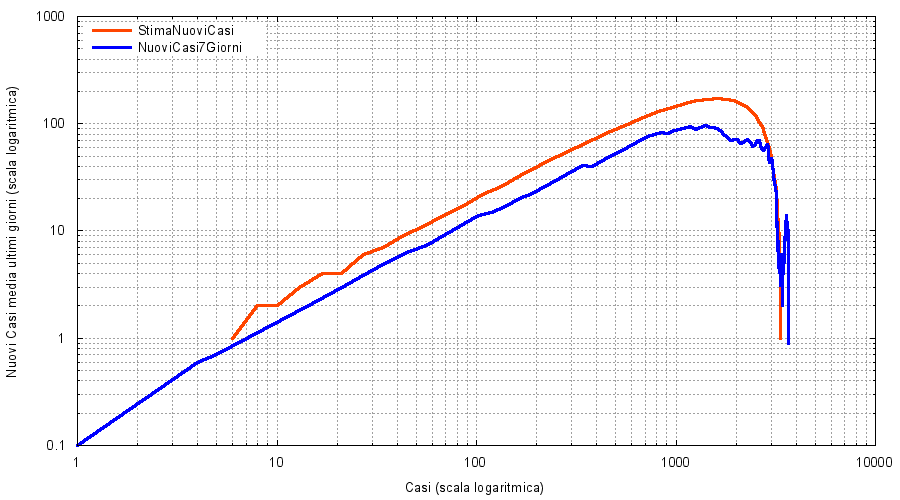 1000
StimaNuoviCasi
NuoviCasi7Giorni
100
10
1
0.1
Nuovi Casi media ultimi giorni (scala logaritmica)
1 10 100 1000 10000
Casi (scala logaritmica)